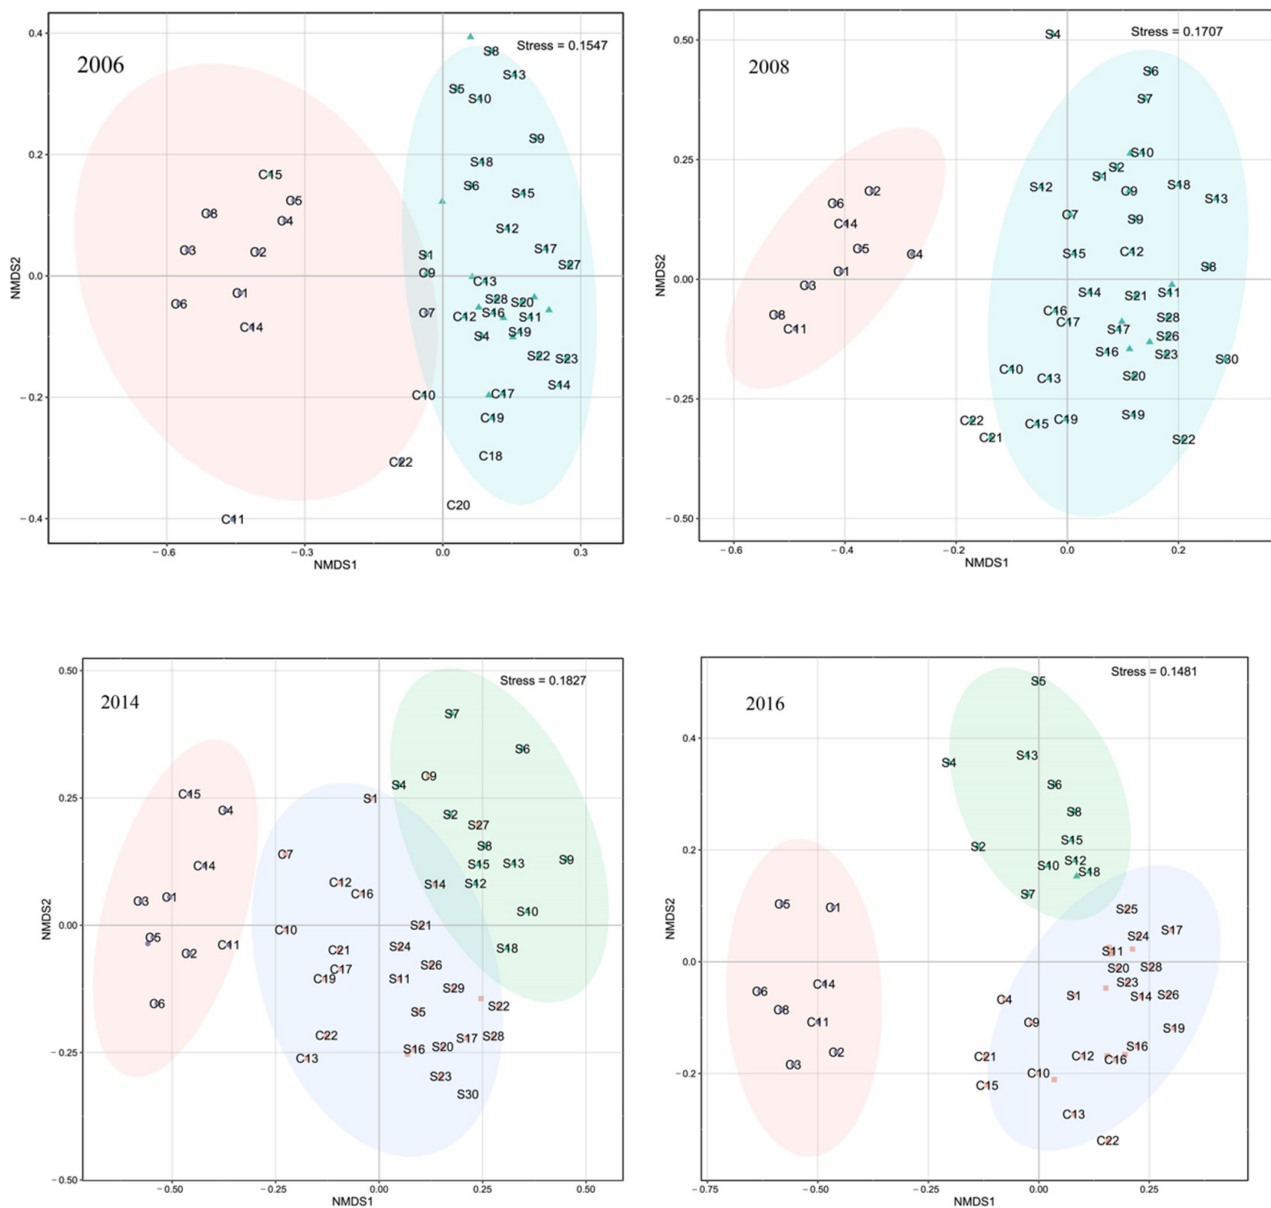 2006
Stress = 0.1547
0.4
0.2
0.0
−0.2
−0.4
NMDS2
S8
S13
S5
S10
S9
S18
S6
S15
S12
S17
S27
S1
C9
C13
S28
S20
S16
S11
C12
C7
S4
S19
S22
S23
S14
C10
C17
C19
C22
C18
C20
C15
C5
C8
C4
C3
C2
C1
C6
C14
C11
−0.6
−0.3
0.0
0.3
NMDS1
2008
Stress = 0.1707
0.50
0.25
0.00
−0.25
−0.50
NMDS2
S4
S6
S7
S10
S2
S1
S18
S12
C9
S13
C7
S9
S15
C12
S8
S14
S21
S11
C16
C17
S28
S17
S26
S16
S23
S30
C10
C13
S20
C22
C21
C15
C19
S19
S22
C2
C6
C14
C5
C4
C1
C3
C8
C11
−0.6
−0.4
−0.2
0.0
0.2
NMDS1
2014
Stress = 0.1827
0.50
0.25
0.00
−0.25
−0.50
NMDS2
S7
S6
C9
S4
S1
S2
S27
S8
S15
S13
S9
S14
S12
S10
S18
C15
C4
C14
C1
C3
C5
C11
C2
C6
C7
C12
C16
C10
S21
C21
S24
C17
S26
C19
S11
S29
S5
S22
C22
S17
S28
C13
S16
S20
S23
S30
−0.50
−0.25
0.00
0.25
0.50
NMDS1
2016
Stress = 0.1481
0.4
0.2
0.0
−0.2
NMDS2
S5
S4
S13
S6
S8
S2
S15
S12
S10
S18
S7
S25
S17
S24
S11
S20
S28
S23
S1
S14
S26
C4
C9
S19
S16
C21
C12
C16
C10
C15
C13
C22
C5
C1
C14
C6
C8
C11
C2
C3
−0.75
−0.50
−0.25
0.00
0.25
NMDS1